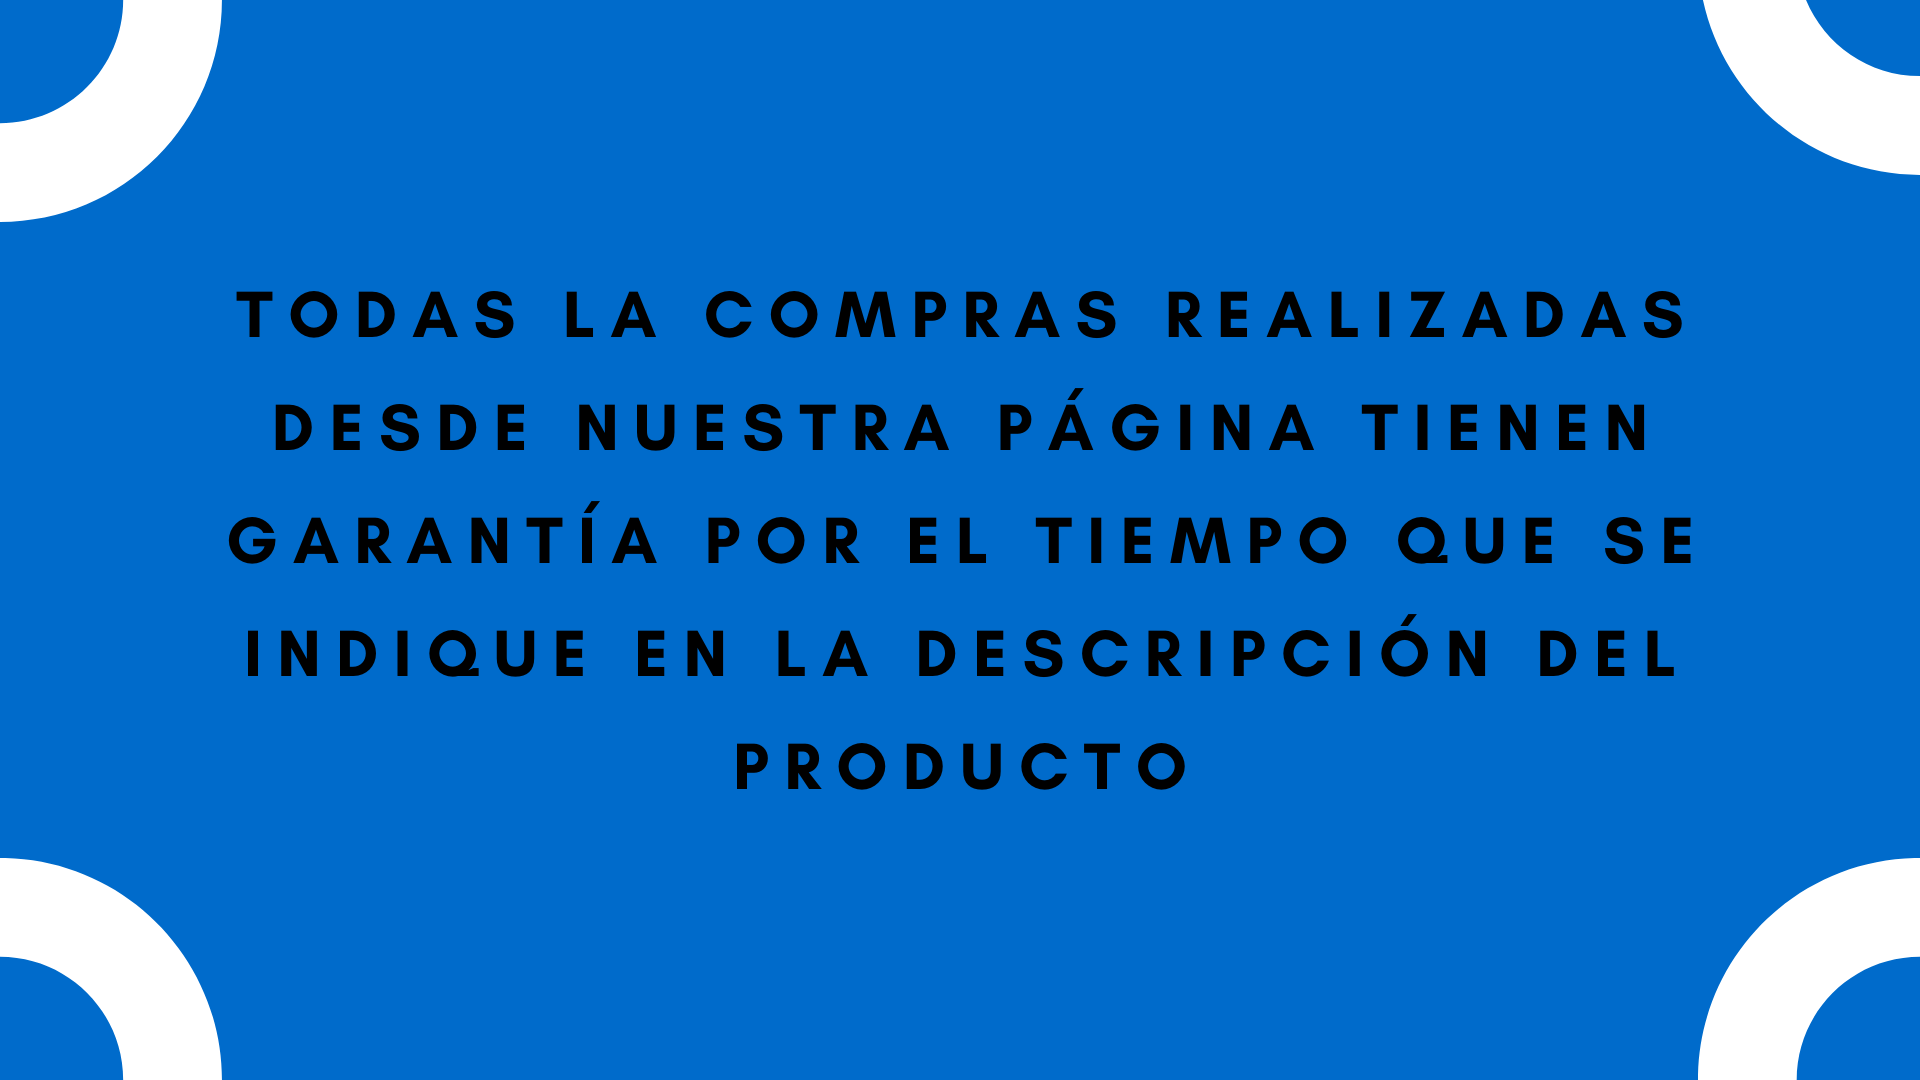 TODAS LA COMPRAS REALIZADAS
DESDE NUESTRA PÁGINA TIENEN
GARANTÍA POR EL TIEMPO QUE SE
INDIQUE EN LA DESCRIPCIÓN DEL
PRODUCTO